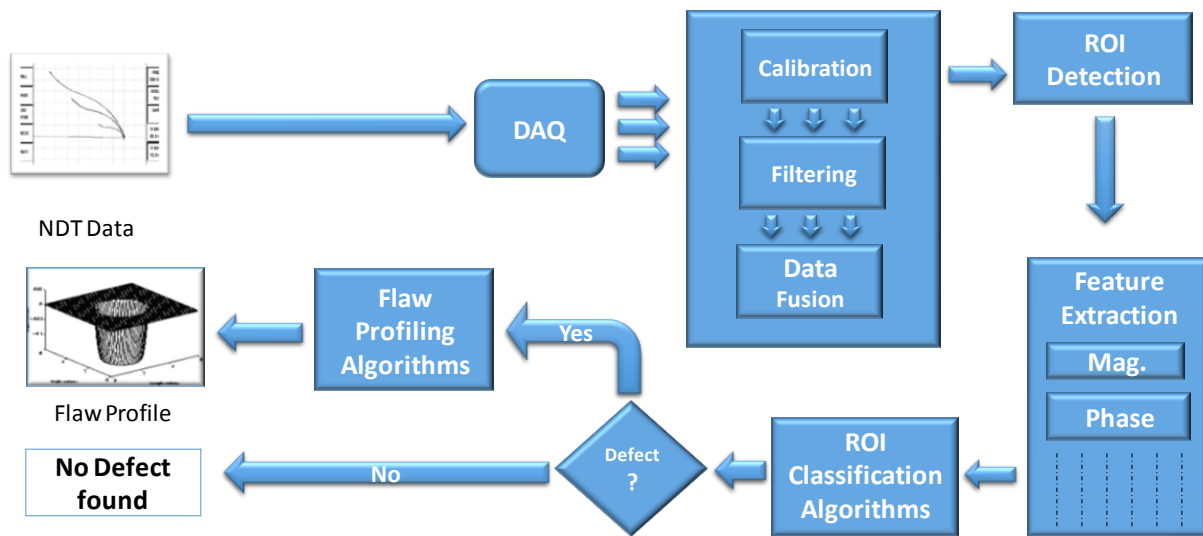 NDT Data
DAQ
Calibration
Filtering
Data
Fusion
ROI
Detection
Feature
Extraction
Mag.
Phase
ROI
Classification
Algorithms
Defect
?
Yes
Flaw
Profiling
Algorithms
Flaw Profile
No
No Defect
found